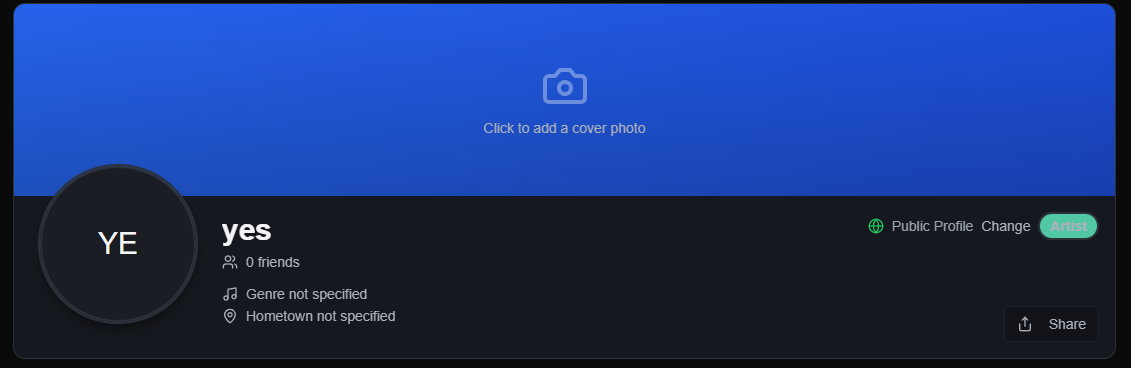 Click to add a cover photo
YE
yes
0 friends
Genre not specified
Hometown not specified
Public Profile Change Artist
Share